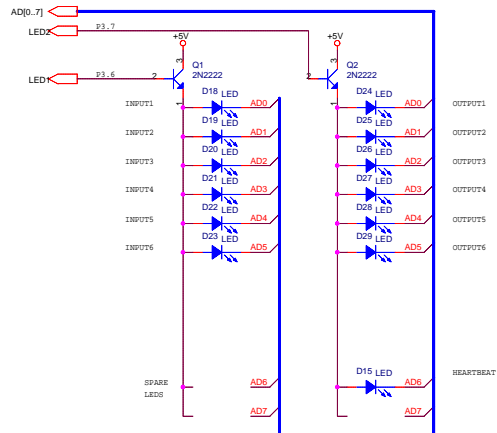 AD[0..7]
LED2 P3.7
+5V +5V
3 Q1 3 Q2
LED1 P3.6 2 2N2222 2 2N2222
1 1
INPUT1 D18 LED AD0 D24 LED AD0 OUTPUT1
INPUT2 D19 LED AD1 D25 LED AD1 OUTPUT2
INPUT3 D20 LED AD2 D26 LED AD2 OUTPUT3
INPUT4 D21 LED AD3 D27 LED AD3 OUTPUT4
INPUT5 D22 LED AD4 D28 LED AD4 OUTPUT5
INPUT6 D23 LED AD5 D29 LED AD5 OUTPUT6
SPARE AD6 D15 LED AD6 HEARTBEAT
LEDS AD7 AD7